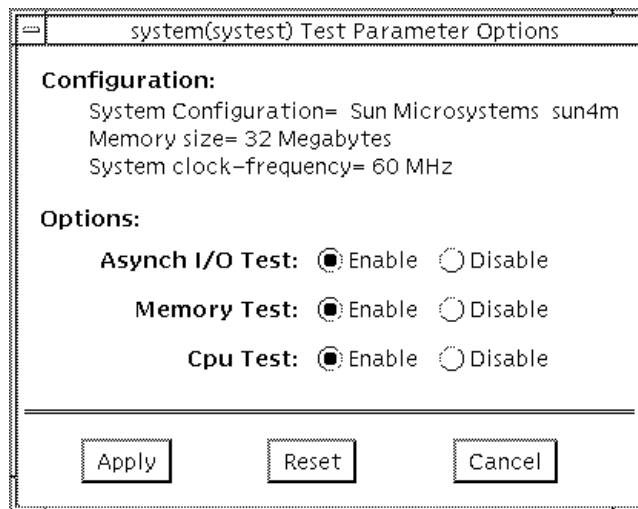 system(systest) Test Parameter Options
Configuration:
System Configuration= Sun Microsystems sun4m
Memory size= 32 Megabytes
System clock-frequency= 60 MHz
Options:
Asynch I/O Test: Enable Disable
Memory Test: Enable Disable
Cpu Test: Enable Disable
Apply Reset Cancel